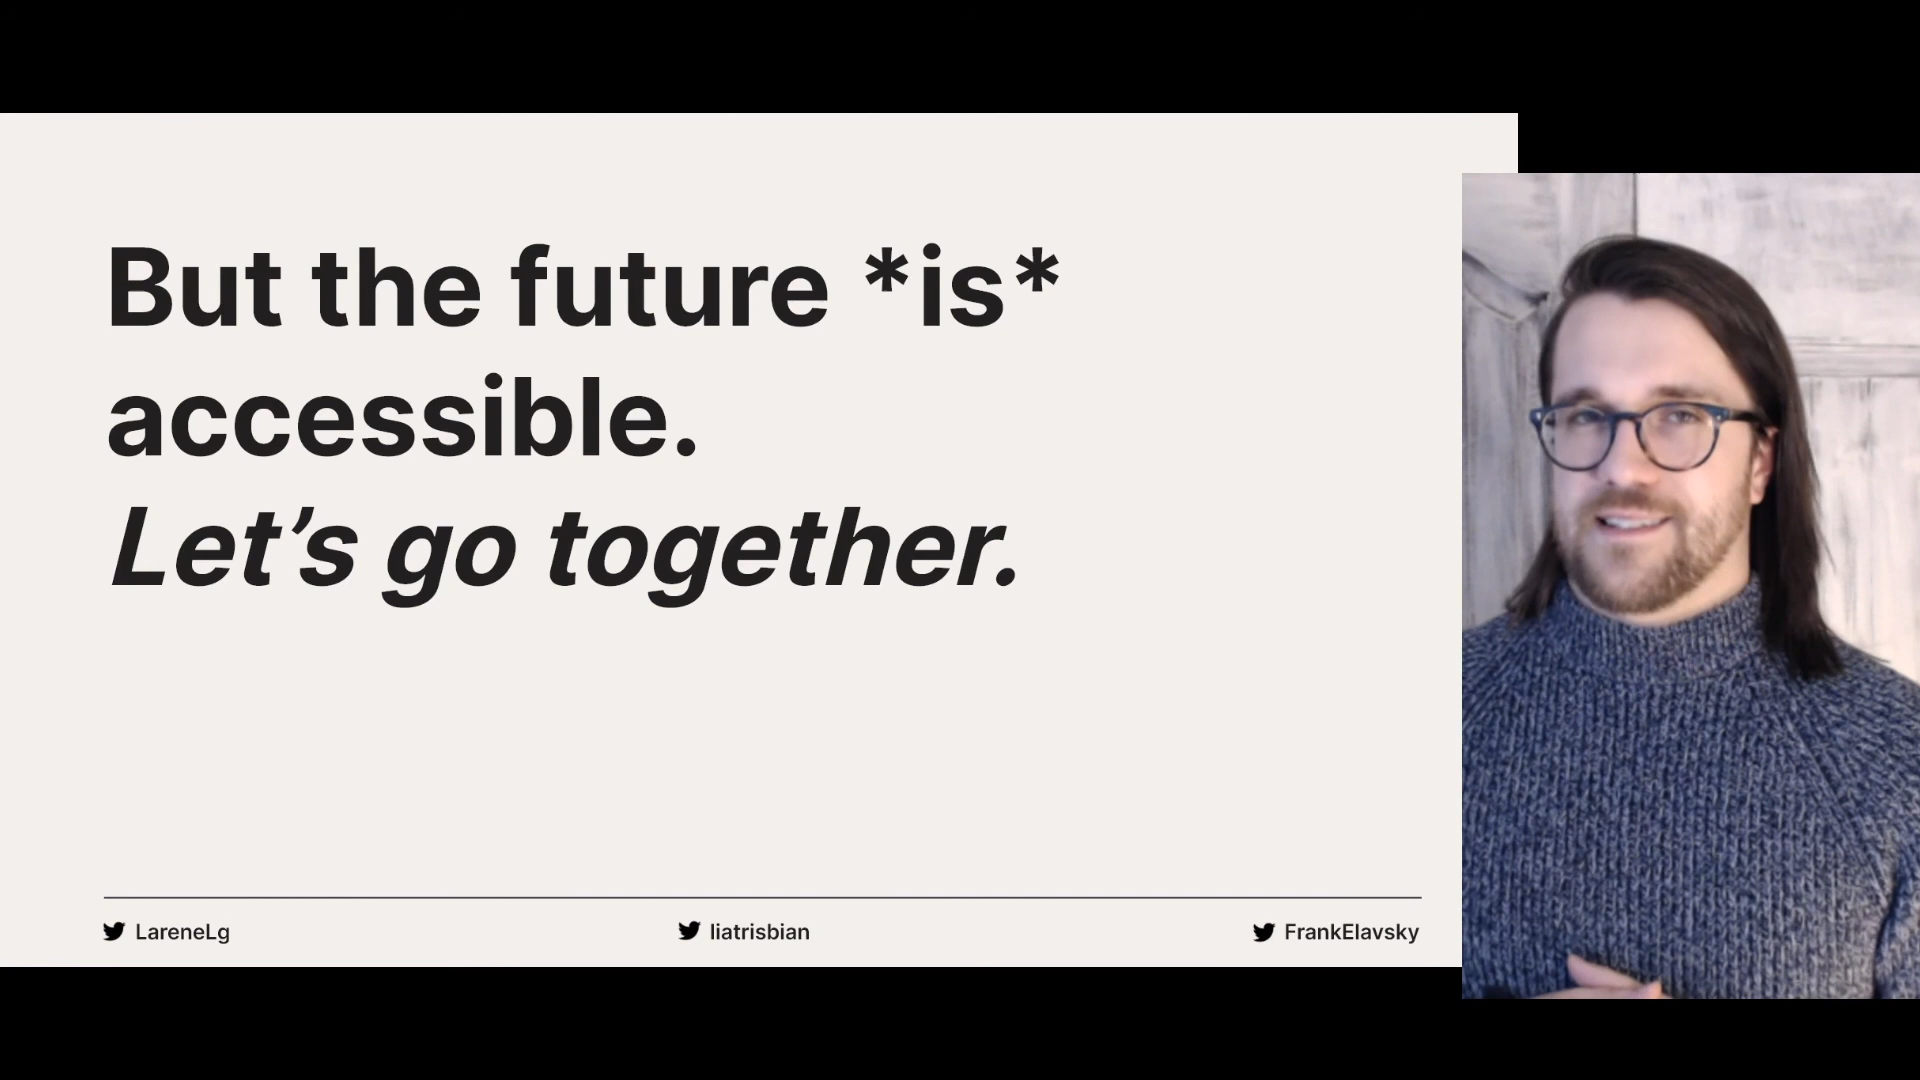 But the future *is*
accessible.
Let’s go together.
LareneLg
liatrisbian
FrankElavsky